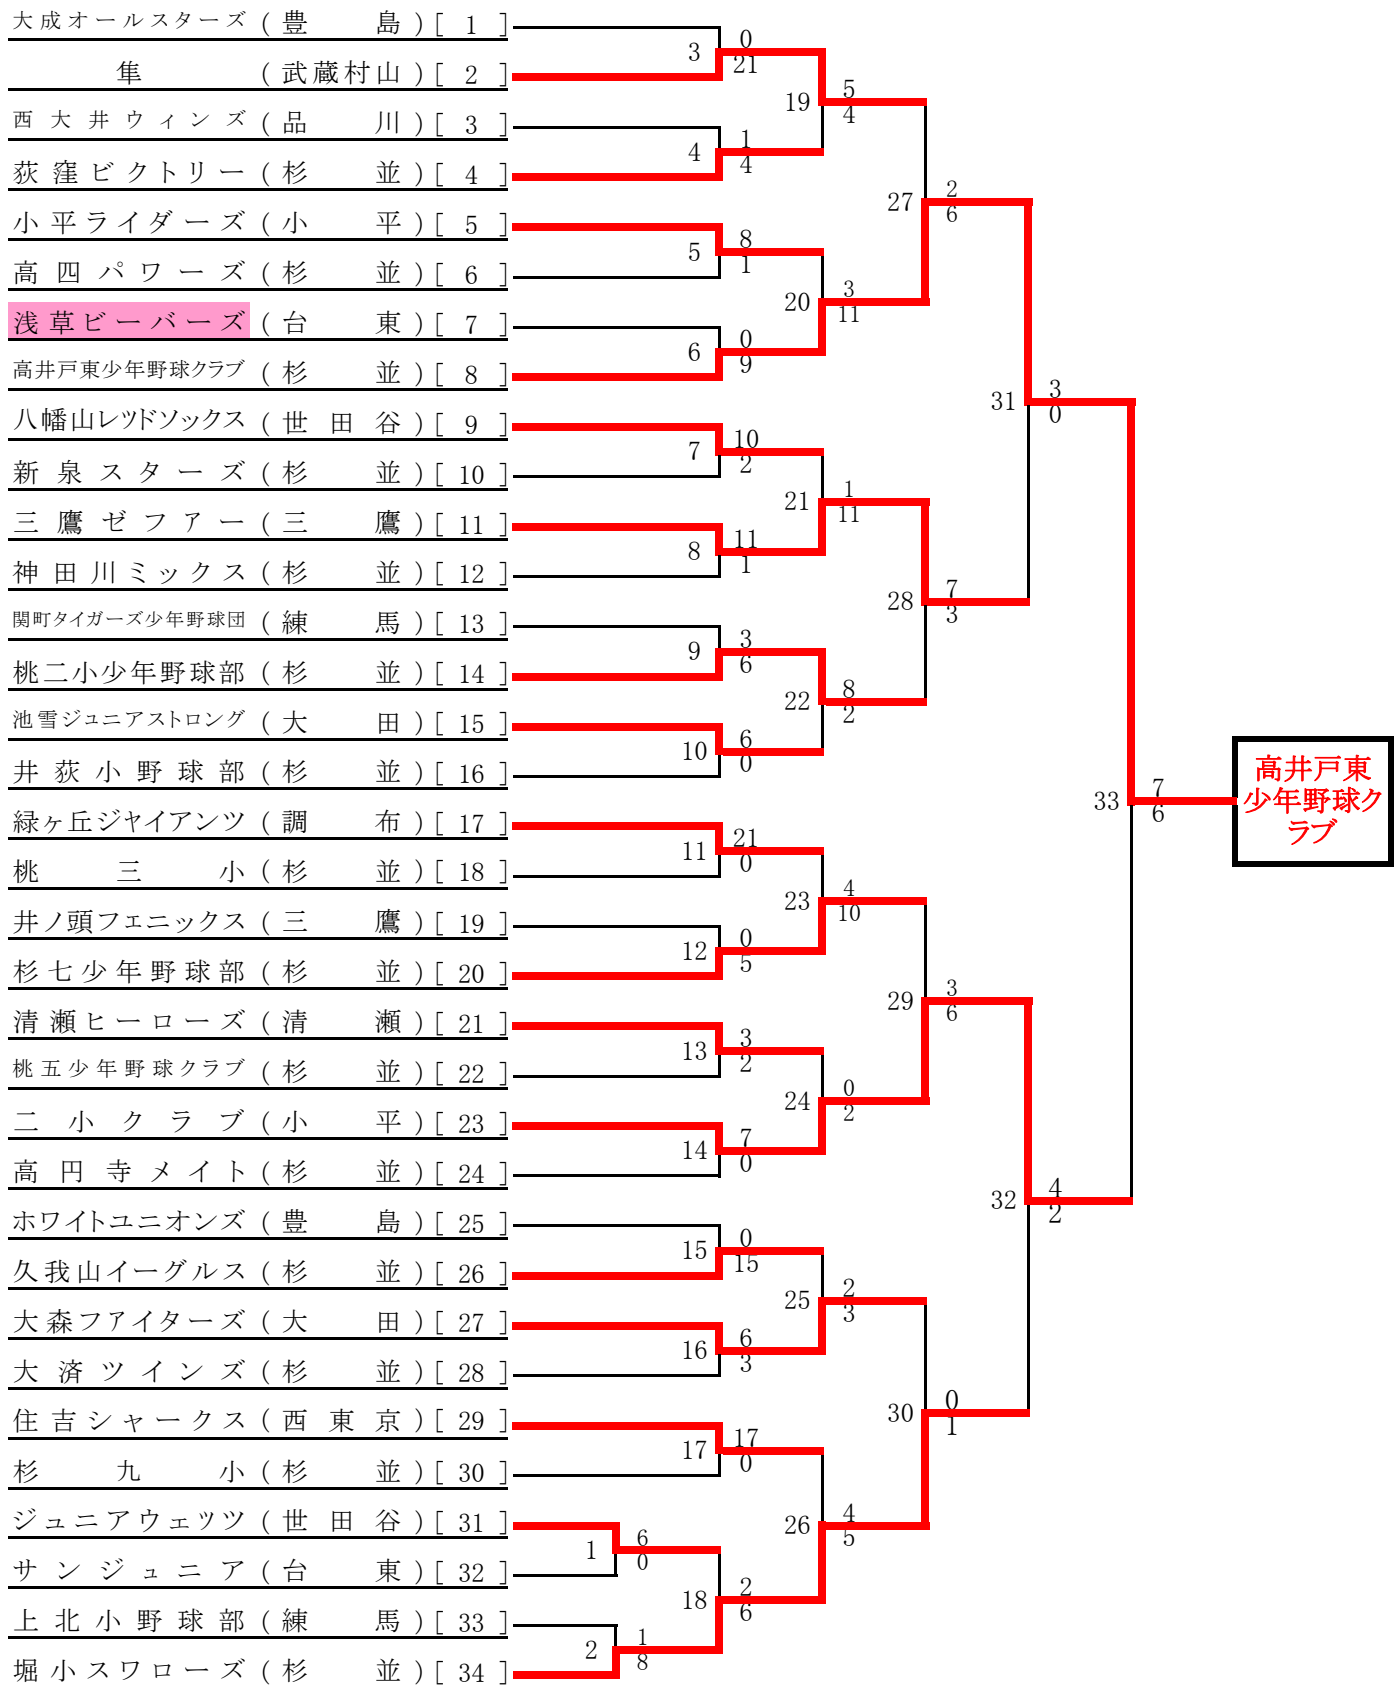 大成オールスターズ (豊島) [ 1 ]
隼 (武蔵村山) [ 2 ]
西大井ウィンズ (品川) [ 3 ]
荻窪ビクトリー (杉並) [ 4 ]
小平ライダーズ (小平) [ 5 ]
高四パワーズ (杉並) [ 6 ]
浅草ビーバーズ (台東) [ 7 ]
高井戸東少年野球クラブ (杉並) [ 8 ]
八幡山レッドソックス (世田谷) [ 9 ]
新泉スターズ (杉並) [ 10 ]
三鷹ゼファー (三鷹) [ 11 ]
神田川ミックス (杉並) [ 12 ]
関町タイガーズ少年野球団 (練馬) [ 13 ]
桃二小少年野球部 (杉並) [ 14 ]
池雪ジュニアストロング (大田) [ 15 ]
井荻小野球部 (杉並) [ 16 ]
緑ヶ丘ジャイアンツ (調布) [ 17 ]
桃三小 (杉並) [ 18 ]
井ノ頭フェニックス (三鷹) [ 19 ]
杉七少年野球部 (杉並) [ 20 ]
清瀬ヒーローズ (清瀬) [ 21 ]
桃五少年野球クラブ (杉並) [ 22 ]
二小クラブ (小平) [ 23 ]
高円寺メイト (杉並) [ 24 ]
ホワイトユニオンズ (豊島) [ 25 ]
久我山イーグルス (杉並) [ 26 ]
大森ファイターズ (大田) [ 27 ]
大済ツインズ (杉並) [ 28 ]
住吉シャークス (西東京) [ 29 ]
杉九小 (杉並) [ 30 ]
ジュニアウェッツ (世田谷) [ 31 ]
サンジュニア (台東) [ 32 ]
上北小野球部 (練馬) [ 33 ]
堀小スワローズ (杉並) [ 34 ]
1 6 0
2 1 8
3 0 21
4 1 4
5 8 1
6 0 9
7 10 2
8 11 1
9 3 6
10 6 0
11 21 0
12 0 5
13 3 2
14 7 0
15 0 15
16 6 3
17 17 0
18 2 6
19 5 4
20 3 11
21 1 11
22 8 2
23 4 10
24 0 2
25 2 3
26 4 5
27 2 6
28 7 3
29 3 6
30 0 1
31 3 0
32 4 2
33 7 6
高井戸東
少年野球ク
ラブ